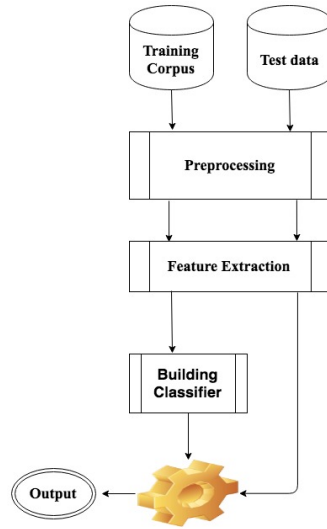 Training
Corpus
Test data
Preprocessing
Feature Extraction
Building
Classifier
Output